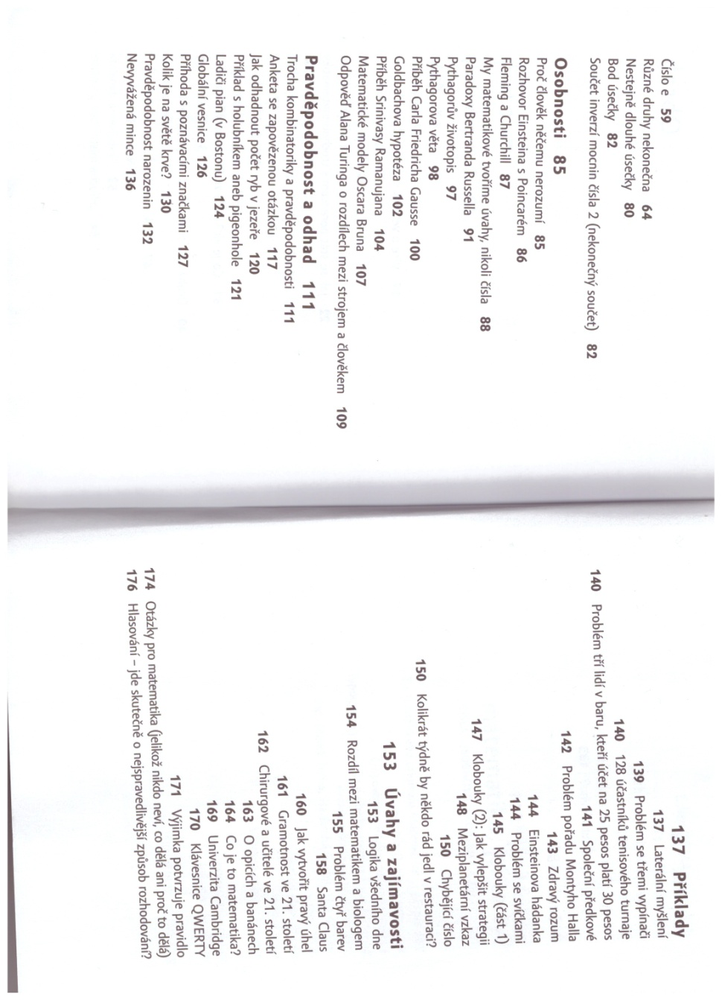 Číslo e 59
Různé druhy nekonečna 64
Nestejně dlouhé úsečky 80
Bod úsečky 82
Součet inverzí mocnin čísla 2 (nekonečný součet) 82
Osobnosti 85
Proč člověk něčemu nerozumí 85
Rozhovor Einsteina s Poincarém 86
Fleming a Churchill 87
My matematikové tvoříme úvahy, nikoli čísla 88
Paradoxy Bertranda Russella 91
Pythagorův životopis 97
Pythagorova věta 98
Příběh Carla Friedricha Gausse 100
Goldbachova hypotéza 102
Příběh Srinivasy Ramanujana 104
Matematické modely Oscara Bruna 107
Odpověď Alana Turinga o rozdílech mezi strojem a člověkem 109
Pravděpodobnost a odhad 111
Trocha kombinatoriky a pravděpodobnosti 111
Anketa se zapovězenou otázkou 117
Jak odhadnout počet ryb v jezeře 120
Příklad s holubníkem aneb pigeonhole 121
Ladiči pian (v Bostonu) 124
Globální vesnice 126
Příhoda s poznávacími značkami 127
Kolik je na světě krve? 130
Pravděpodobnost narozenin 132
Nevyvážená mince 136
137 Příklady
137 Laterální myšlení
139 Problém se třemi vypínači
140 128 účastníků tenisového turnaje
140 Problém tří lidí v baru, kteří účet na 25 pesos platí 30 pesos
141 Společní předkové
142 Problém pořadu Montyho Halla
143 Zdravý rozum
144 Einsteinova hádanka
144 Problém se svíčkami
145 Klobouky (část 1)
147 Klobouky (2): Jak vylepšit strategii
148 Meziplanetární vzkaz
150 Chybějící číslo
150 Kolikrát týdně by někdo rád jedl v restauraci?
153 Úvahy a zajímavosti
153 Logika všedního dne
154 Rozdíl mezi matematikem a biologem
155 Problém čtyř barev
158 Santa Claus
160 Jak vytvořit pravý úhel
161 Gramotnost ve 21. století
162 Chirurgové a učitelé ve 21. století
163 O opicích a banánech
164 Co je to matematika?
169 Univerzita Cambridge
170 Klávesnice QWERTY
171 Výjimka potvrzuje pravidlo
174 Otázky pro matematika (jelikož nikdo neví, co dělá ani proč to dělá)
176 Hlasování – jde skutečně o nejspravedlivější způsob rozhodování?